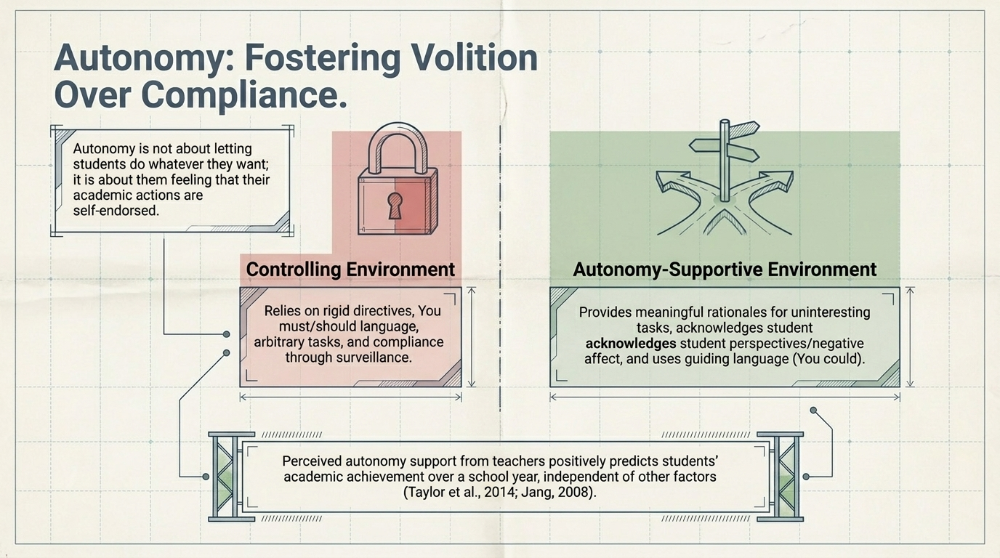 Autonomy: Fostering Volition
Over Compliance.
Autonomy is not about letting
students do whatever they want;
it is about them feeling that their
academic actions are
self-endorsed.
Controlling Environment
Relies on rigid directives, You
must/should language,
arbitrary tasks, and compliance
through surveillance.
Autonomy-Supportive Environment
Provides meaningful rationales for uninteresting
tasks, acknowledges student
acknowledges student perspectives/negative
affect, and uses guiding language (You could).
Perceived autonomy support from teachers positively predicts students’
academic achievement over a school year, independent of other factors
(Taylor et al., 2014; Jang, 2008).